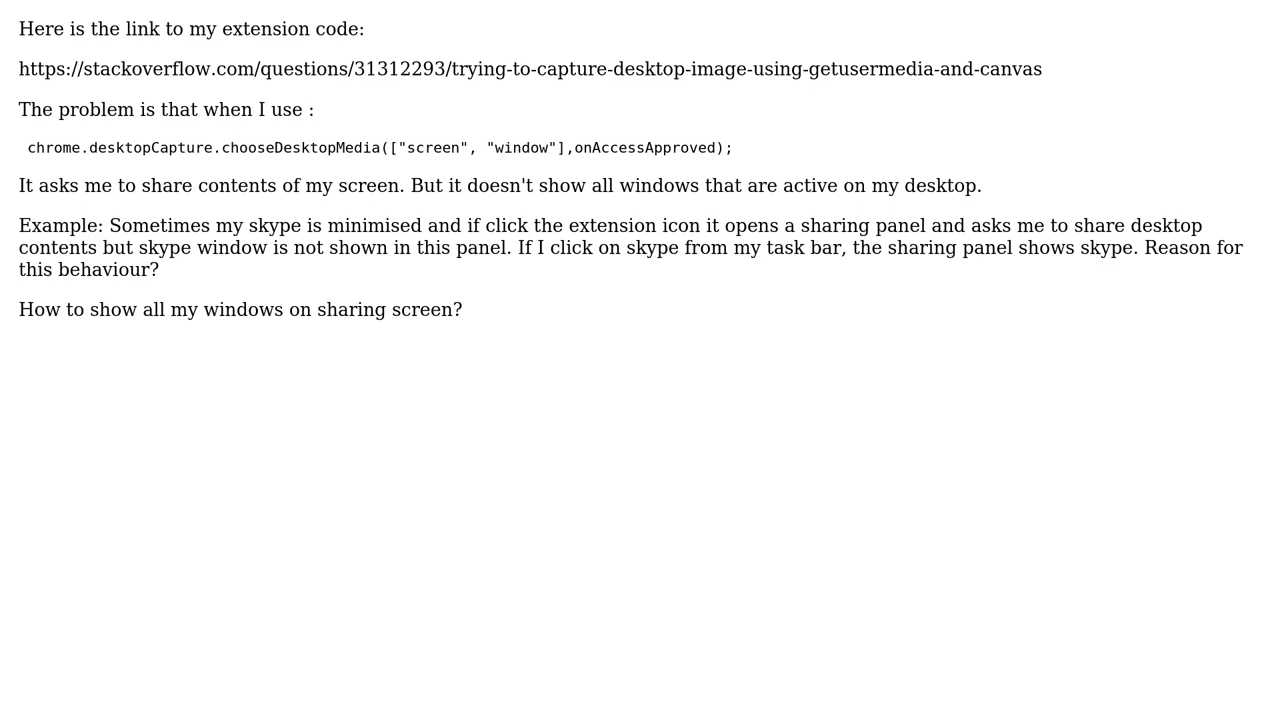 Here is the link to my extension code:
https://stackoverflow.com/questions/31312293/trying-to-capture-desktop-image-using-getusermedia-and-canvas
The problem is that when I use :
chrome.desktopCapture.chooseDesktopMedia(["screen", "window"],onAccessApproved);
It asks me to share contents of my screen. But it doesn't show all windows that are active on my desktop.
Example: Sometimes my skype is minimised and if click the extension icon it opens a sharing panel and asks me to share desktop
contents but skype window is not shown in this panel. If I click on skype from my task bar, the sharing panel shows skype. Reason for
this behaviour?
How to show all my windows on sharing screen?